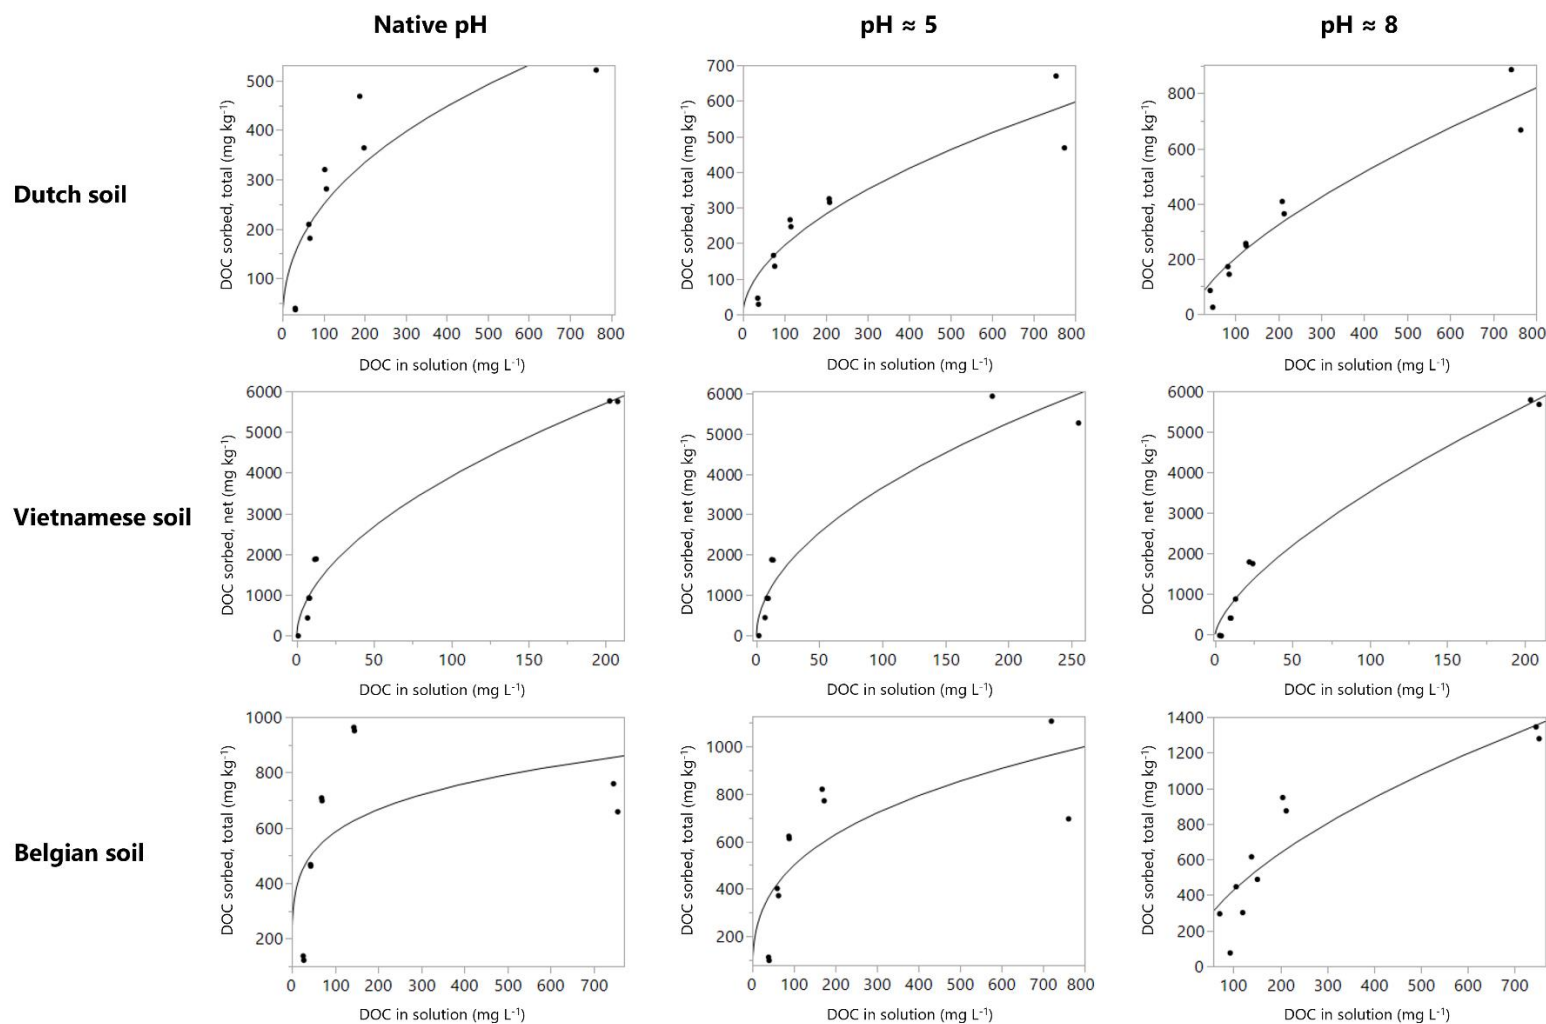 Native pH
pH ≈ 5
pH ≈ 8
Dutch soil
DOC sorbed, total (mg kg⁻¹)
500
400
300
200
100
0 100 200 300 400 500 600 700 800
DOC in solution (mg L⁻¹)
DOC sorbed, total (mg kg⁻¹)
700
600
500
400
300
200
100
0
0 100 200 300 400 500 600 700 800
DOC in solution (mg L⁻¹)
DOC sorbed, total (mg kg⁻¹)
800
600
400
200
0
100 200 300 400 500 600 700 800
DOC in solution (mg L⁻¹)
Vietnamese soil
DOC sorbed, net (mg kg⁻¹)
6000
5000
4000
3000
2000
1000
0
0 50 100 150 200
DOC in solution (mg L⁻¹)
DOC sorbed, net (mg kg⁻¹)
6000
5000
4000
3000
2000
1000
0
0 50 100 150 200 250
DOC in solution (mg L⁻¹)
DOC sorbed, net (mg kg⁻¹)
6000
5000
4000
3000
2000
1000
0
0 50 100 150 200
DOC in solution (mg L⁻¹)
Belgian soil
DOC sorbed, total (mg kg⁻¹)
1000
800
600
400
200
0 100 200 300 400 500 600 700
DOC in solution (mg L⁻¹)
DOC sorbed, total (mg kg⁻¹)
1000
800
600
400
200
0 100 200 300 400 500 600 700 800
DOC in solution (mg L⁻¹)
DOC sorbed, total (mg kg⁻¹)
1400
1200
1000
800
600
400
200
0
100 200 300 400 500 600 700
DOC in solution (mg L⁻¹)